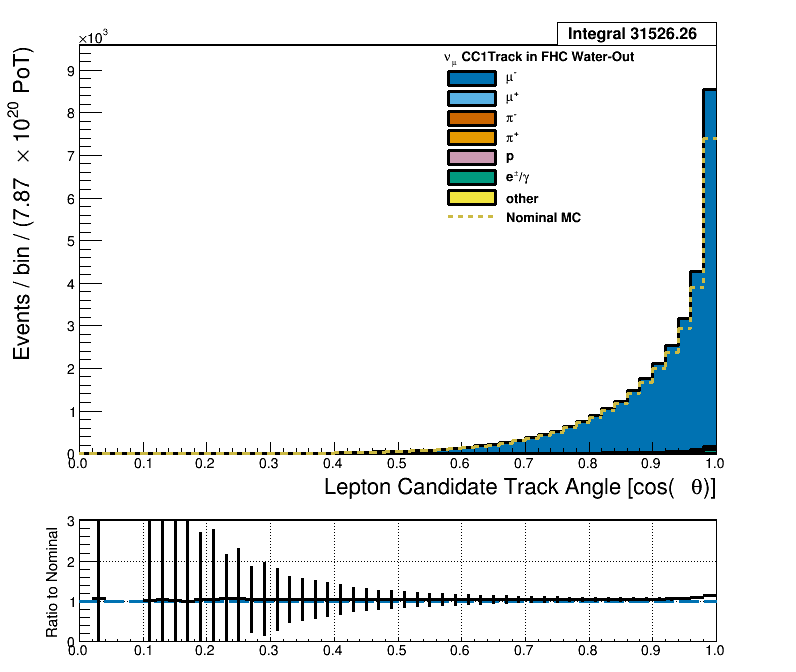 Integral 31526.26
×10³
ν_μ CC1Track in FHC Water-Out
μ⁻
μ⁺
π⁻
π⁺
p
e±/γ
other
Nominal MC
Events / bin / (7.87 × 10²⁰ PoT)
9
8
7
6
5
4
3
2
1
0
0.0 0.1 0.2 0.3 0.4 0.5 0.6 0.7 0.8 0.9 1.0
Lepton Candidate Track Angle [cos( θ)]
Ratio to Nominal
3
2
1
0
0.0 0.1 0.2 0.3 0.4 0.5 0.6 0.7 0.8 0.9 1.0